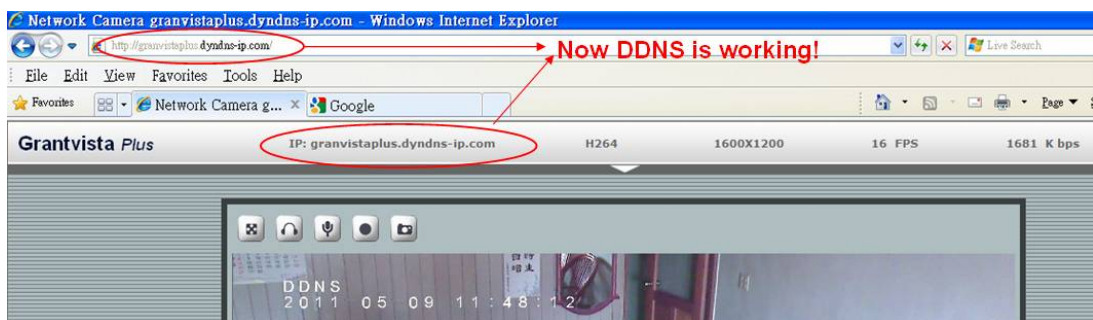 Network Camera granvistaplus.dyndns-ip.com - Windows Internet Explorer
http://granvistaplus.dyndns-ip.com/
Now DDNS is working!
Live Search
File Edit View Favorites Tools Help
Favorites
Network Camera g...
Google
Page
Grantvista Plus
IP: granvistaplus.dyndns-ip.com
H264
1600X1200
16 FPS
1681 K bps
DDNS
2011 05 09 11:48:12